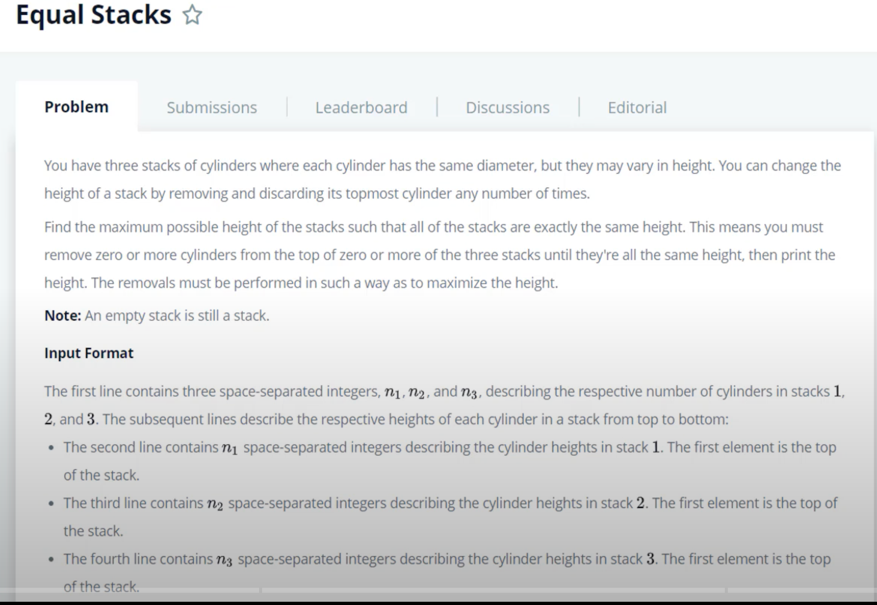 Equal Stacks
Problem Submissions Leaderboard Discussions Editorial
You have three stacks of cylinders where each cylinder has the same diameter, but they may vary in height. You can change the
height of a stack by removing and discarding its topmost cylinder any number of times.
Find the maximum possible height of the stacks such that all of the stacks are exactly the same height. This means you must
remove zero or more cylinders from the top of zero or more of the three stacks until they're all the same height, then print the
height. The removals must be performed in such a way as to maximize the height.
Note: An empty stack is still a stack.
Input Format
The first line contains three space-separated integers, n₁, n₂, and n₃, describing the respective number of cylinders in stacks 1,
2, and 3. The subsequent lines describe the respective heights of each cylinder in a stack from top to bottom:
• The second line contains n₁ space-separated integers describing the cylinder heights in stack 1. The first element is the top
of the stack.
• The third line contains n₂ space-separated integers describing the cylinder heights in stack 2. The first element is the top of
the stack.
• The fourth line contains n₃ space-separated integers describing the cylinder heights in stack 3. The first element is the top
of the stack.